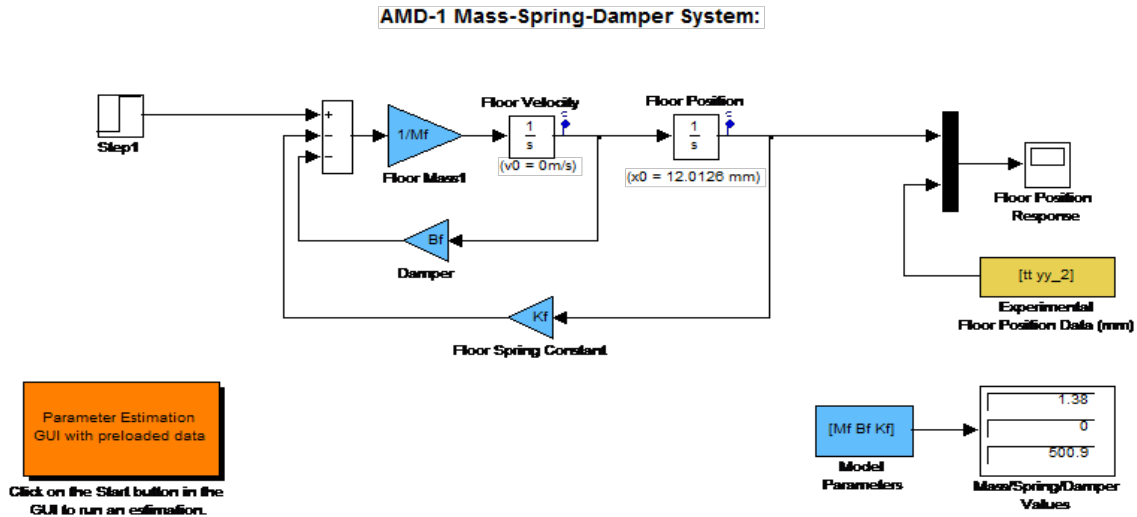 AMD-1 Mass-Spring-Damper System:
Step1
+
−
−
1/Mf
Floor Mass1
Floor Velocity
1
s
(v0 = 0m/s)
Floor Position
1
s
(x0 = 12.0126 mm)
Bf
Damper
Kf
Floor Spring Constant
Floor Position
Response
[tt yy_2]
Experimental
Floor Position Data (mm)
Parameter Estimation
GUI with preloaded data
Click on the Start button in the
GUI to run an estimation.
[Mf Bf Kf]
Model
Parameters
1.38
0
500.9
Mass/Spring/Damper
Values